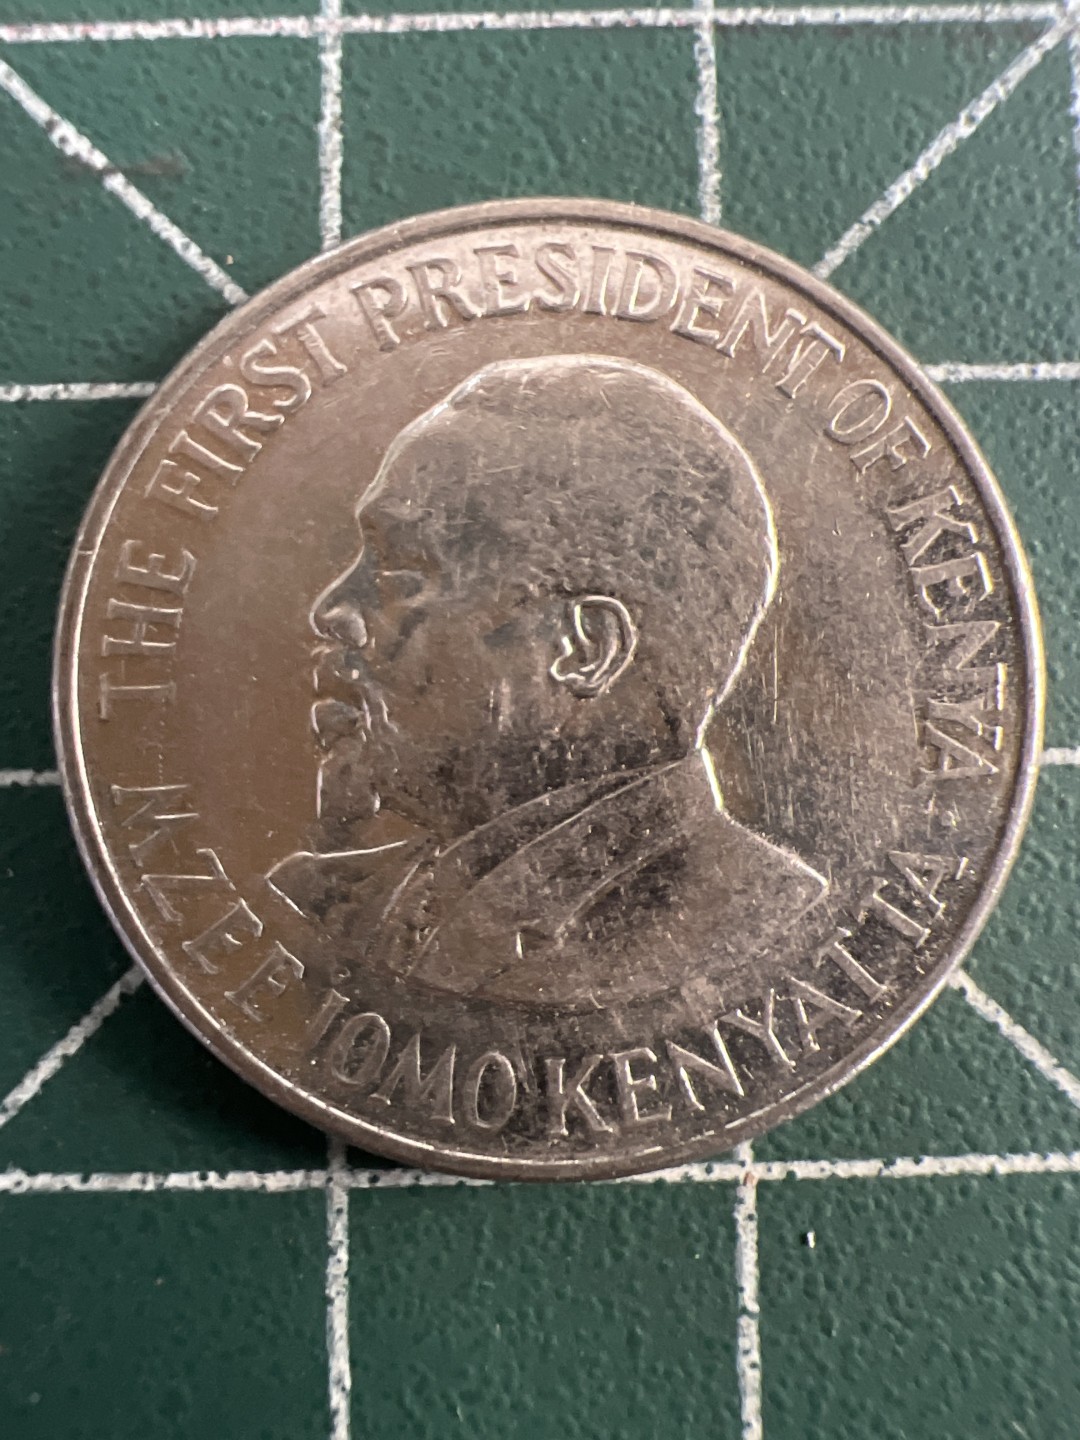 THE FIRST PRESIDENT OF KENYA
MZEE JOMO KENYATTA